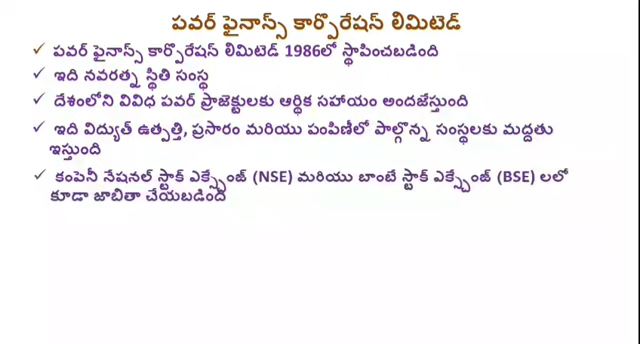 పవర్ ఫైనాన్స్ కార్పొరేషన్ లిమిటెడ్
✓ పవర్ ఫైనాన్స్ కార్పొరేషన్ లిమిటెడ్ 1986లో స్థాపించబడింది
✓ ఇది నవరత్న స్థితి సంస్థ
✓ దేశంలోని వివిధ పవర్ ప్రాజెక్టులకు ఆర్థిక సహాయం అందజేస్తుంది
✓ ఇది విద్యుత్ ఉత్పత్తి, ప్రసారం మరియు పంపిణీలో పాల్గొన్న సంస్థలకు మద్దతు
ఇస్తుంది
✓ కంపెనీ నేషనల్ స్టాక్ ఎక్స్ఛేంజ్ (NSE) మరియు బాంబే స్టాక్ ఎక్స్ఛేంజ్ (BSE) లలో
కూడా జాబితా చేయబడింది